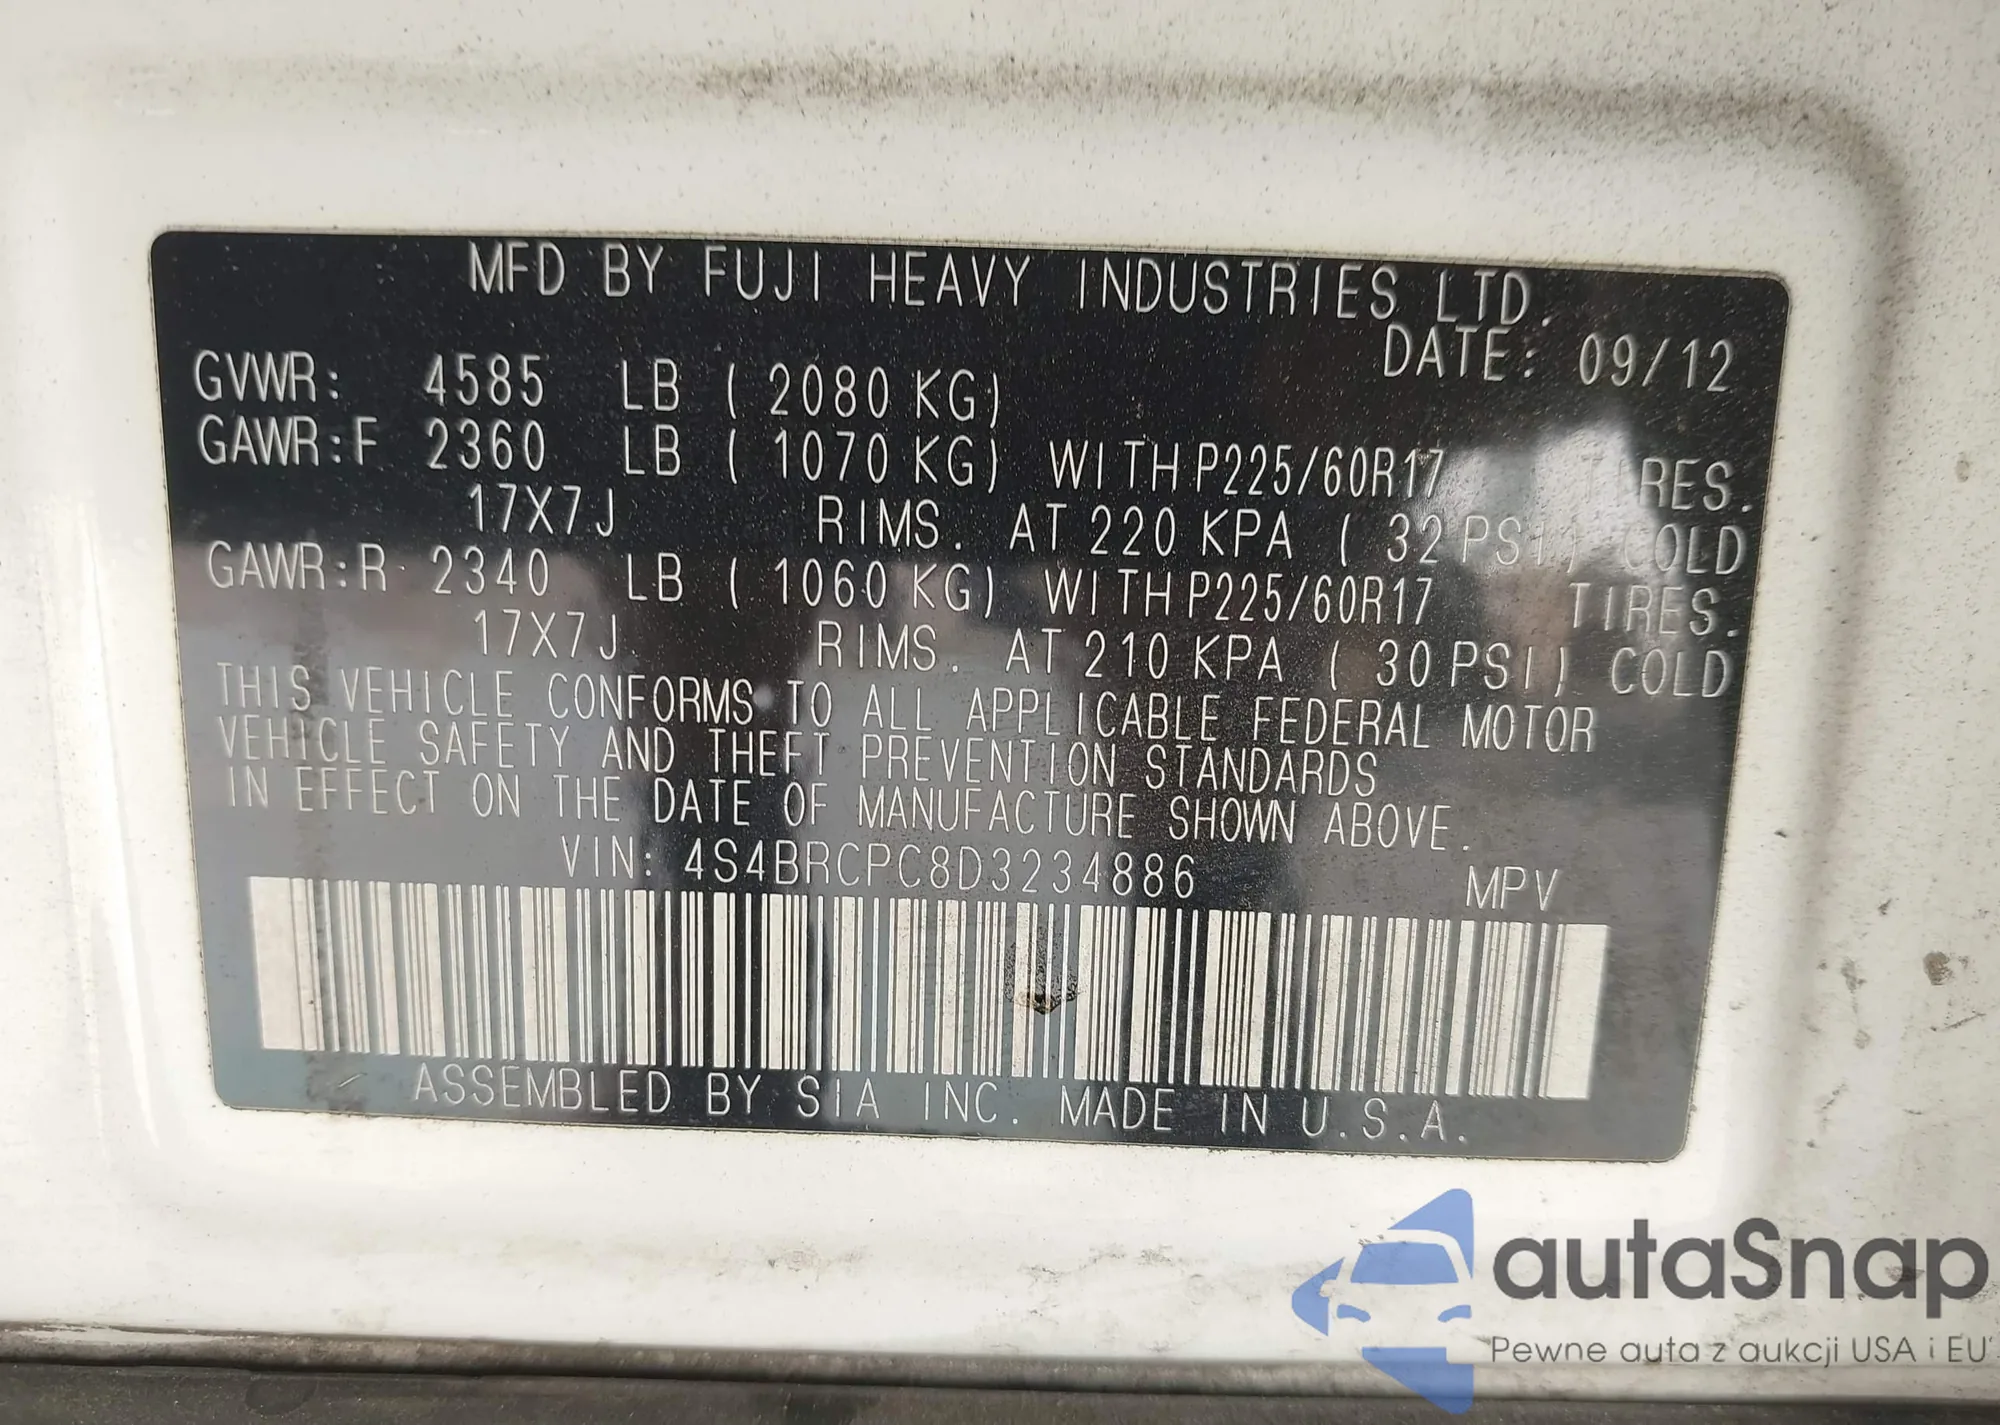 MFD BY FUJI HEAVY INDUSTRIES LTD.
DATE: 09/12
GVWR: 4585 LB ( 2080 KG)
GAWR:F 2360 LB ( 1070 KG) WITH P225/60R17 TIRES.
17X7J RIMS. AT 220 KPA ( 32 PSI) COLD
GAWR:R 2340 LB ( 1060 KG) WITH P225/60R17 TIRES.
17X7J RIMS. AT 210 KPA ( 30 PSI) COLD
THIS VEHICLE CONFORMS TO ALL APPLICABLE FEDERAL MOTOR
VEHICLE SAFETY AND THEFT PREVENTION STANDARDS
IN EFFECT ON THE DATE OF MANUFACTURE SHOWN ABOVE.
VIN: 4S4BRCPC8D3234886 MPV
ASSEMBLED BY SIA INC. MADE IN U.S.A.
autaSnap
Pewne auta z aukcji USA i EU